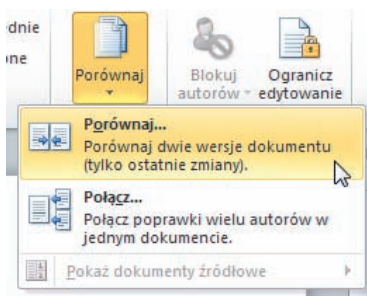 dnie
one
Porównaj
Blokuj
autorów
Ogranicz
edytowanie
Porównaj...
Porównaj dwie wersje dokumentu
(tylko ostatnie zmiany).
Połącz...
Połącz poprawki wielu autorów w
jednym dokumencie.
Pokaż dokumenty źródłowe